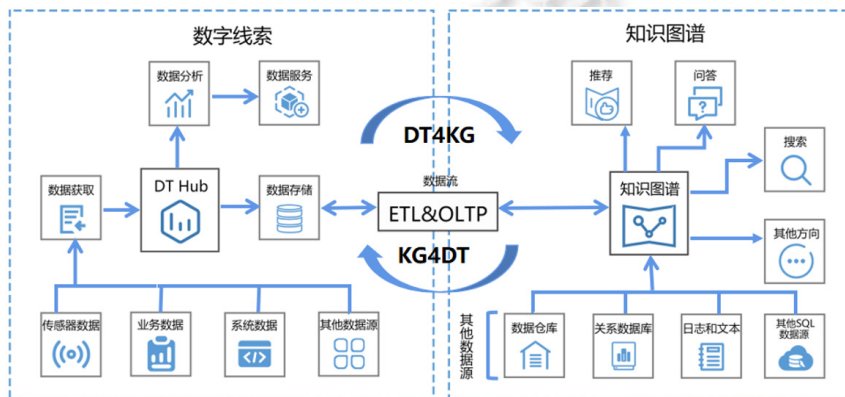 数字线索
知识图谱
数据分析
数据服务
推荐
问答
DT4KG
搜索
数据获取
DT Hub
数据存储
数据流
ETL&OLTP
知识图谱
其他方向
KG4DT
传感器数据
业务数据
系统数据
其他数据源
其他数据源
数据仓库
关系数据库
日志和文本
其他SQL
数据源